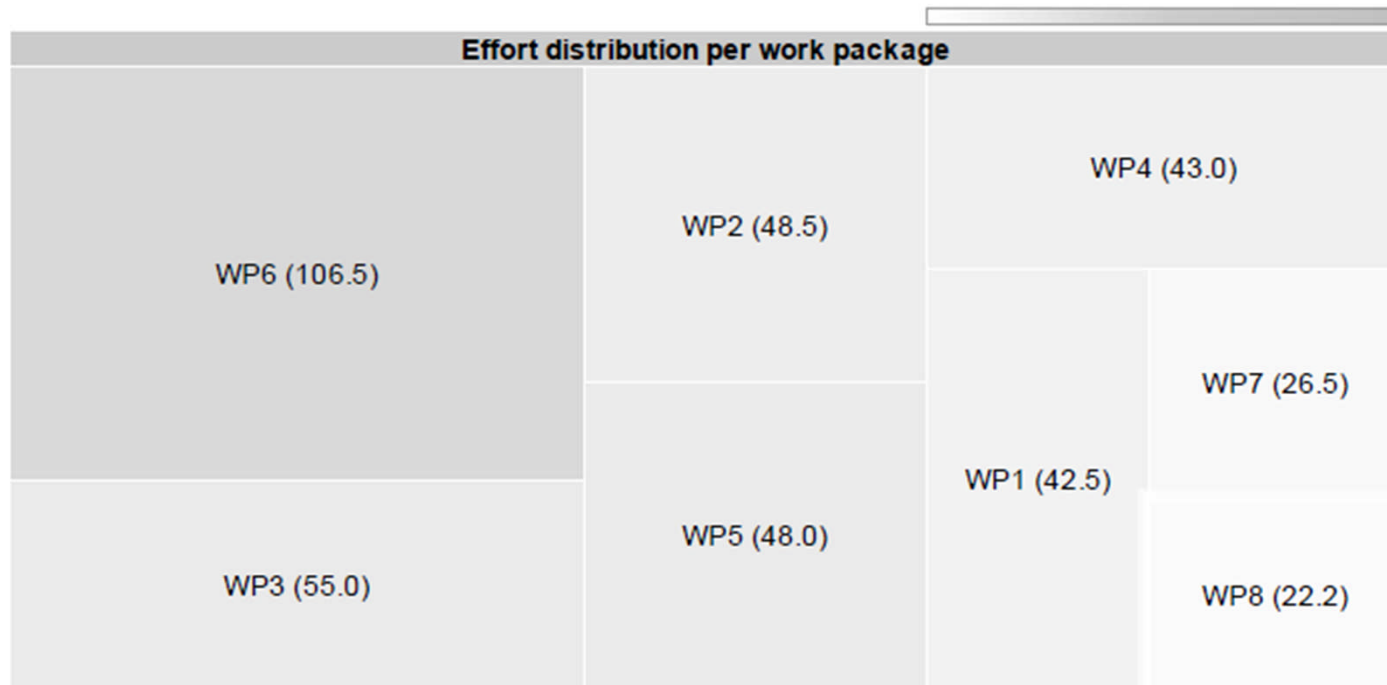 Effort distribution per work package
WP6 (106.5)
WP2 (48.5)
WP4 (43.0)
WP7 (26.5)
WP1 (42.5)
WP5 (48.0)
WP3 (55.0)
WP8 (22.2)